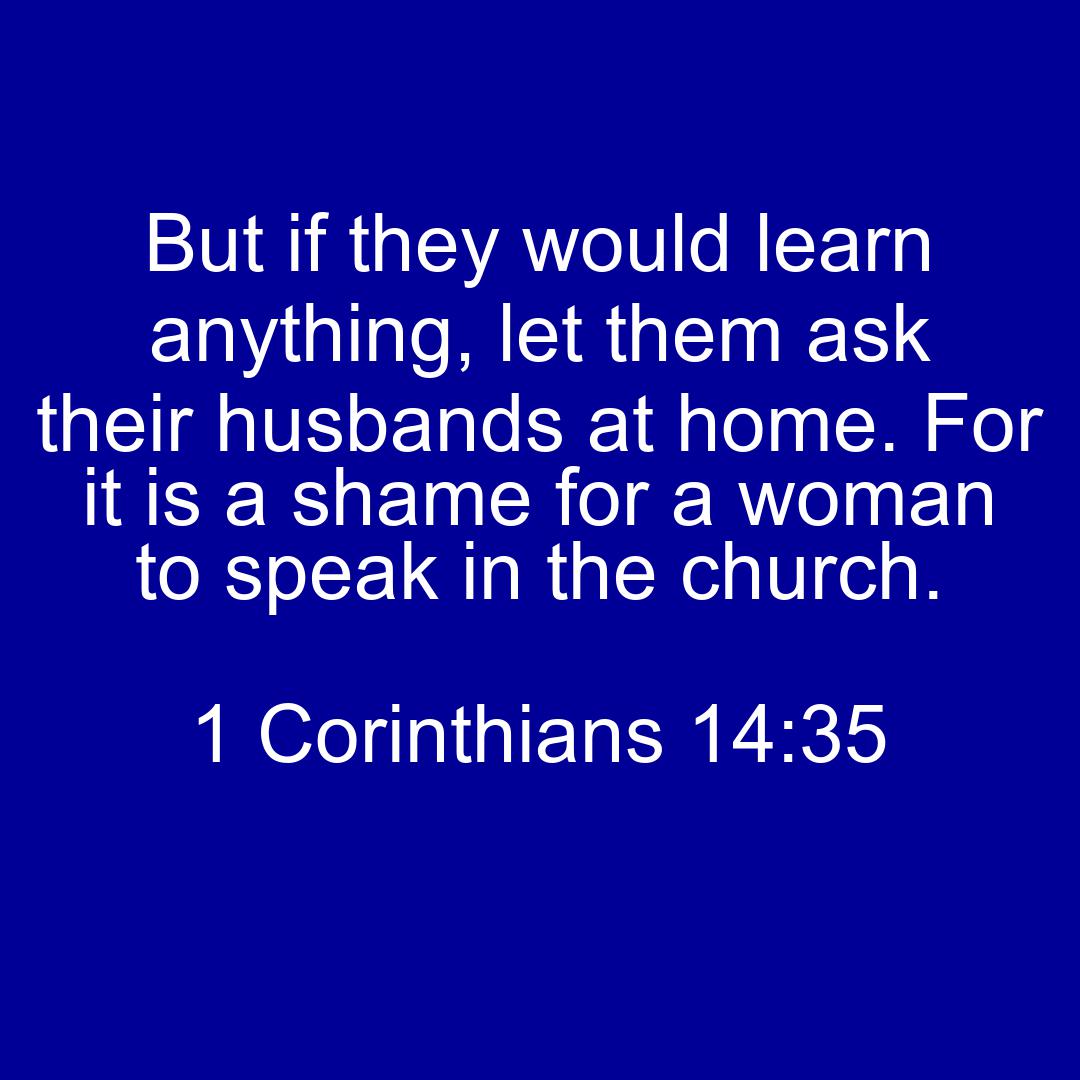 But if they would learn
anything, let them ask
their husbands at home. For
it is a shame for a woman
to speak in the church.
1 Corinthians 14:35